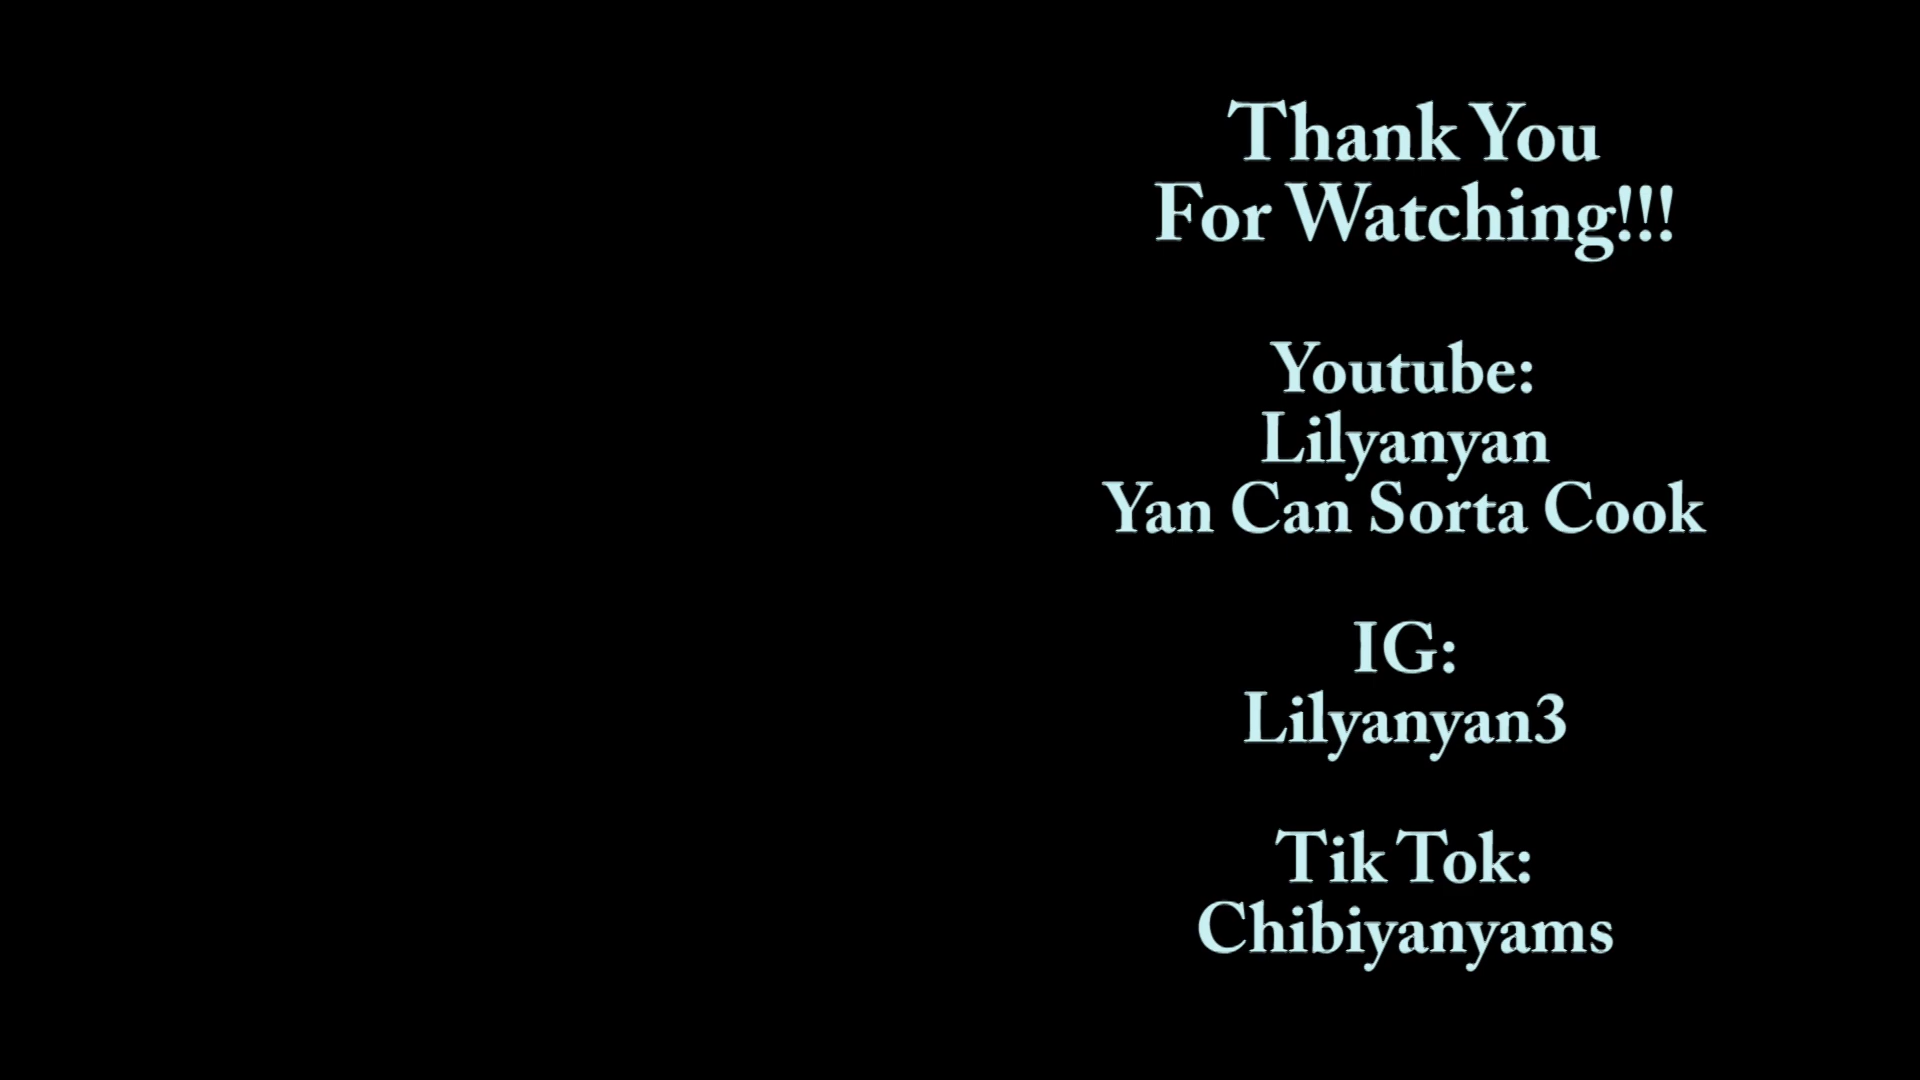 Thank You
For Watching!!!
Youtube:
Lilyanyan
Yan Can Sorta Cook
IG:
Lilyanyan3
Tik Tok:
Chibiyanyams